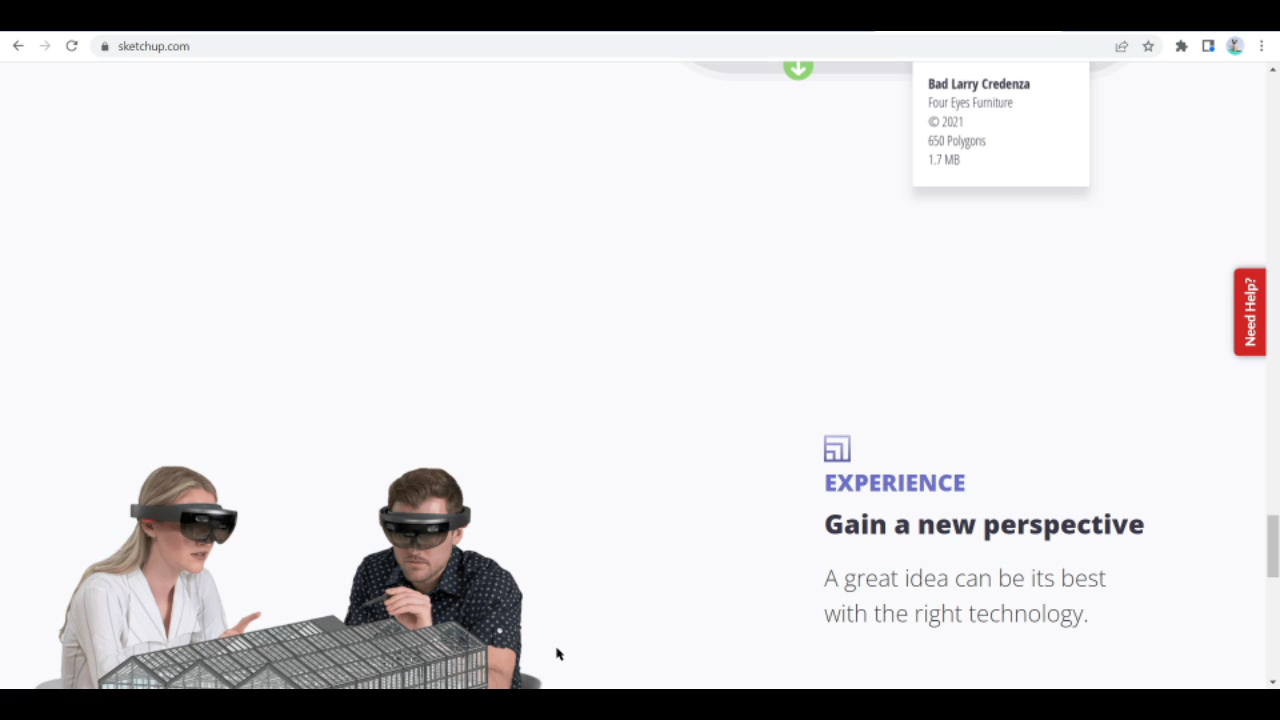 sketchup.com
Bad Larry Credenza
Four Eyes Furniture
© 2021
650 Polygons
1.7 MB
Need Help?
EXPERIENCE
Gain a new perspective
A great idea can be its best
with the right technology.